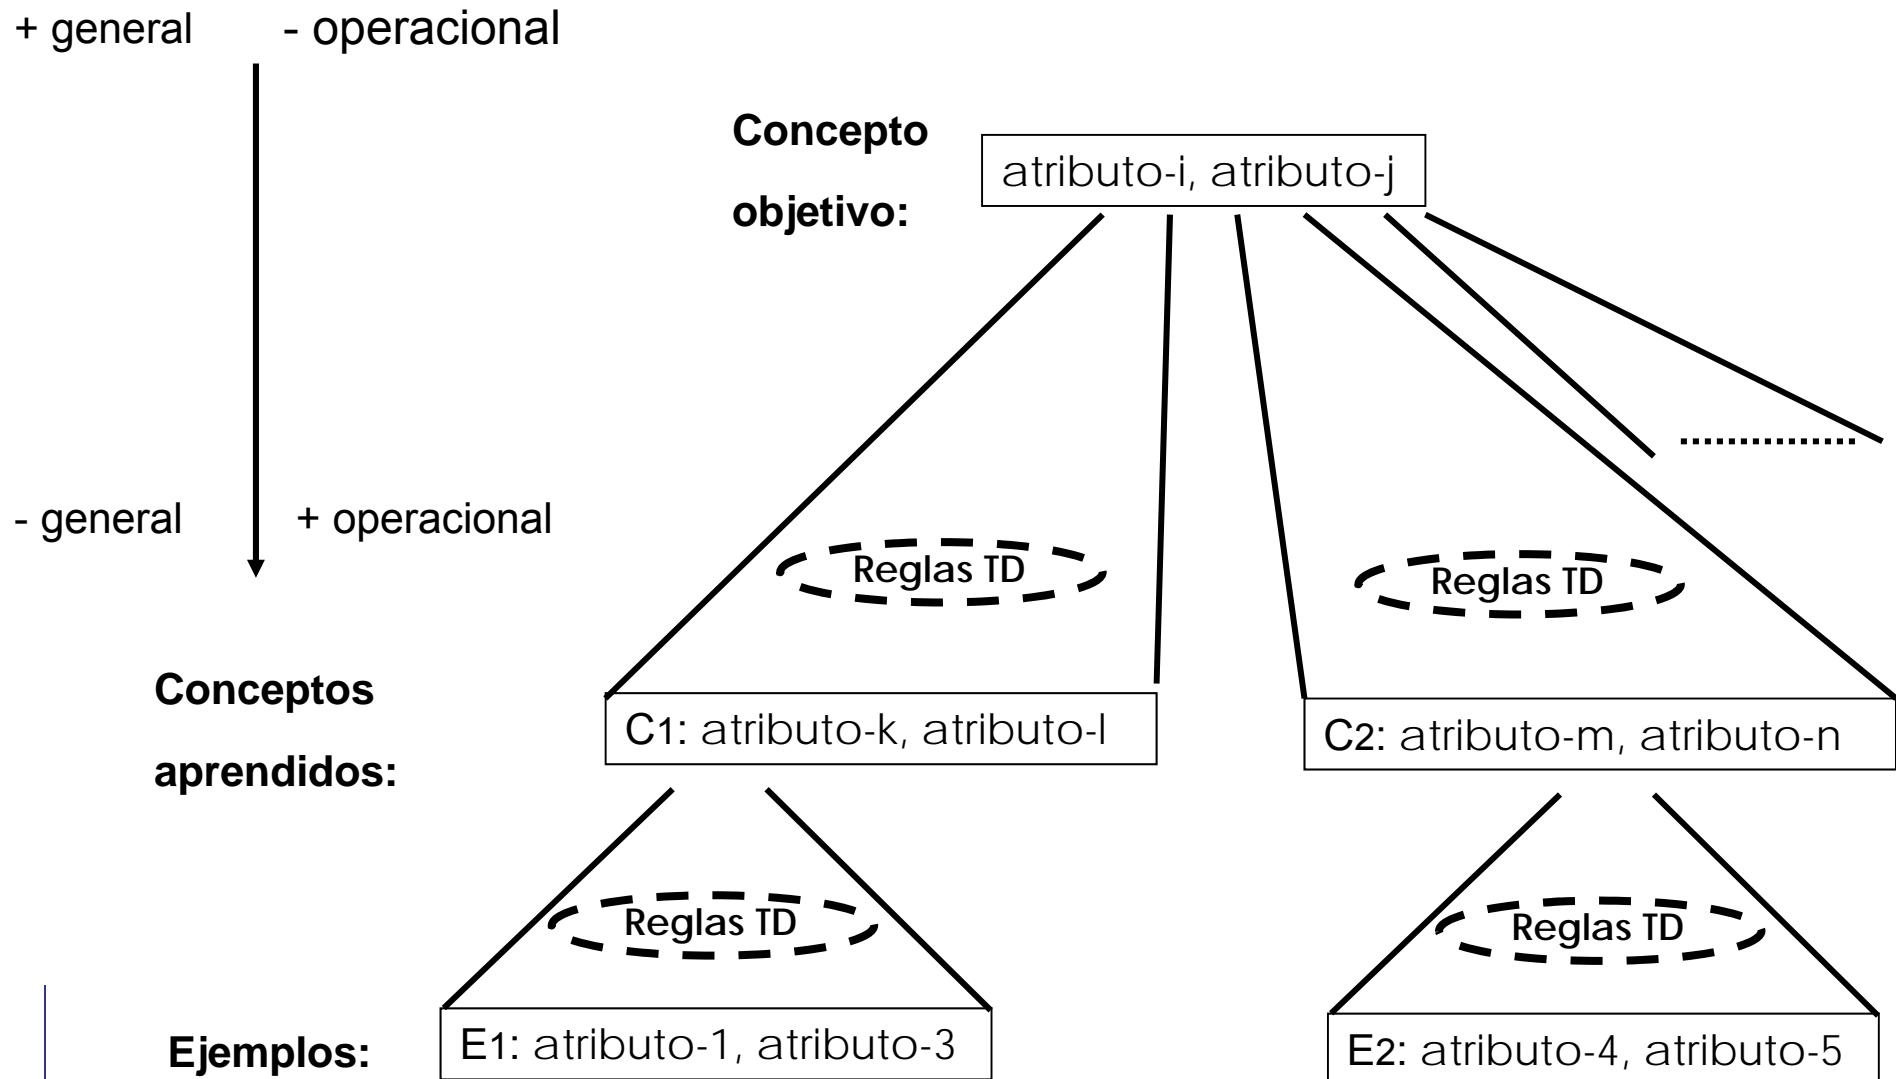 + general - operacional
Concepto
objetivo:
atributo-i, atributo-j
- general + operacional
Reglas TD Reglas TD
Conceptos
aprendidos:
C1: atributo-k, atributo-l
C2: atributo-m, atributo-n
Reglas TD Reglas TD
Ejemplos:
E1: atributo-1, atributo-3
E2: atributo-4, atributo-5